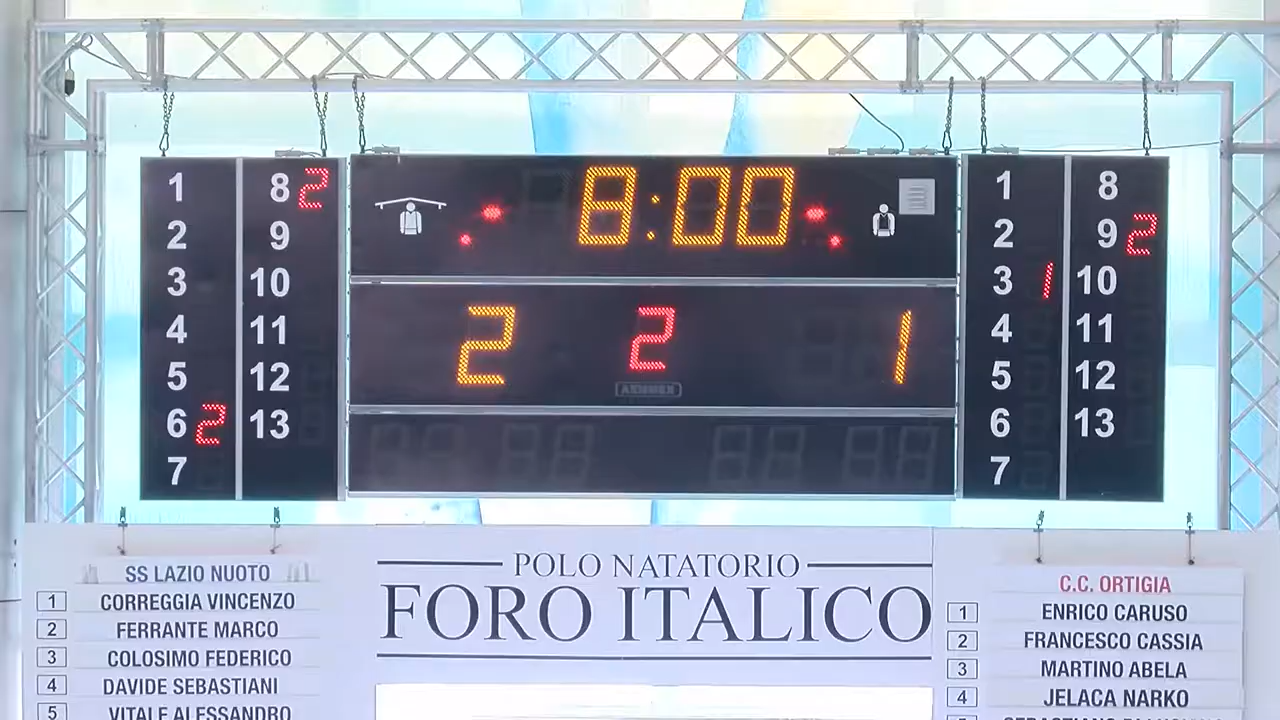 1 8 2
2 9
3 10
4 11
5 12
6 2 13
7
8:00
2 2 1
1 8
2 9 2
3 1 10
4 11
5 12
6 13
7
SS LAZIO NUOTO
1 CORREGGIA VINCENZO
2 FERRANTE MARCO
3 COLOSIMO FEDERICO
4 DAVIDE SEBASTIANI
5 VITALE ALESSANDRO
POLO NATATORIO
FORO ITALICO
C.C. ORTIGIA
1 ENRICO CARUSO
2 FRANCESCO CASSIA
3 MARTINO ABELA
4 JELACA NARKO